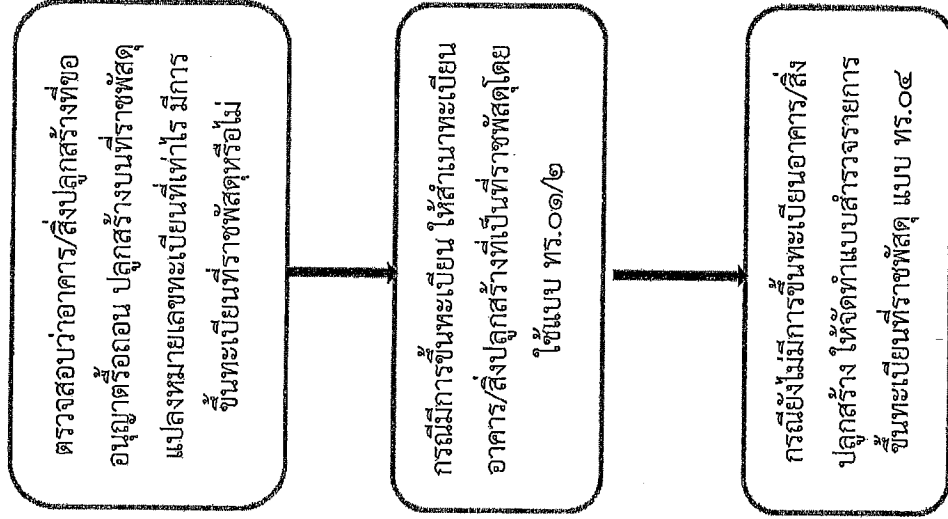 ตรวจสอบว่าอาคาร/สิ่งปลูกสร้างที่ขอ
อนุญาตรื้อถอน ปลูกสร้างบนที่ราชพัสดุ
แปลงหมายเลขทะเบียนที่เท่าไร มีการ
ขึ้นทะเบียนที่ราชพัสดุหรือไม่
กรณีมีการขึ้นทะเบียน ให้สำเนาทะเบียน
อาคาร/สิ่งปลูกสร้างที่เป็นที่ราชพัสดุโดย
ใช้แบบ ทร.๐๑/๒
กรณียังไม่มีการขึ้นทะเบียนอาคาร/สิ่ง
ปลูกสร้าง ให้จัดทำแบบสำรวจรายการ
ขึ้นทะเบียนที่ราชพัสดุ แบบ ทร.๐๔